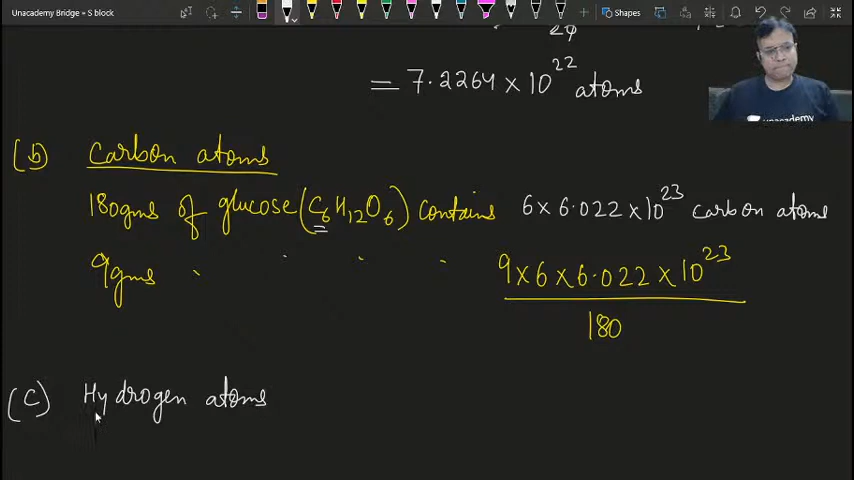 Unacademy Bridge + S block
Shapes
= 7.2264 × 10^22 atoms
unacademy
(b) Carbon atoms
180gms of glucose (C6H12O6) contains 6 × 6.022 × 10^23 carbon atoms
9gms 9 × 6 × 6.022 × 10^23
180
(c) Hydrogen atoms